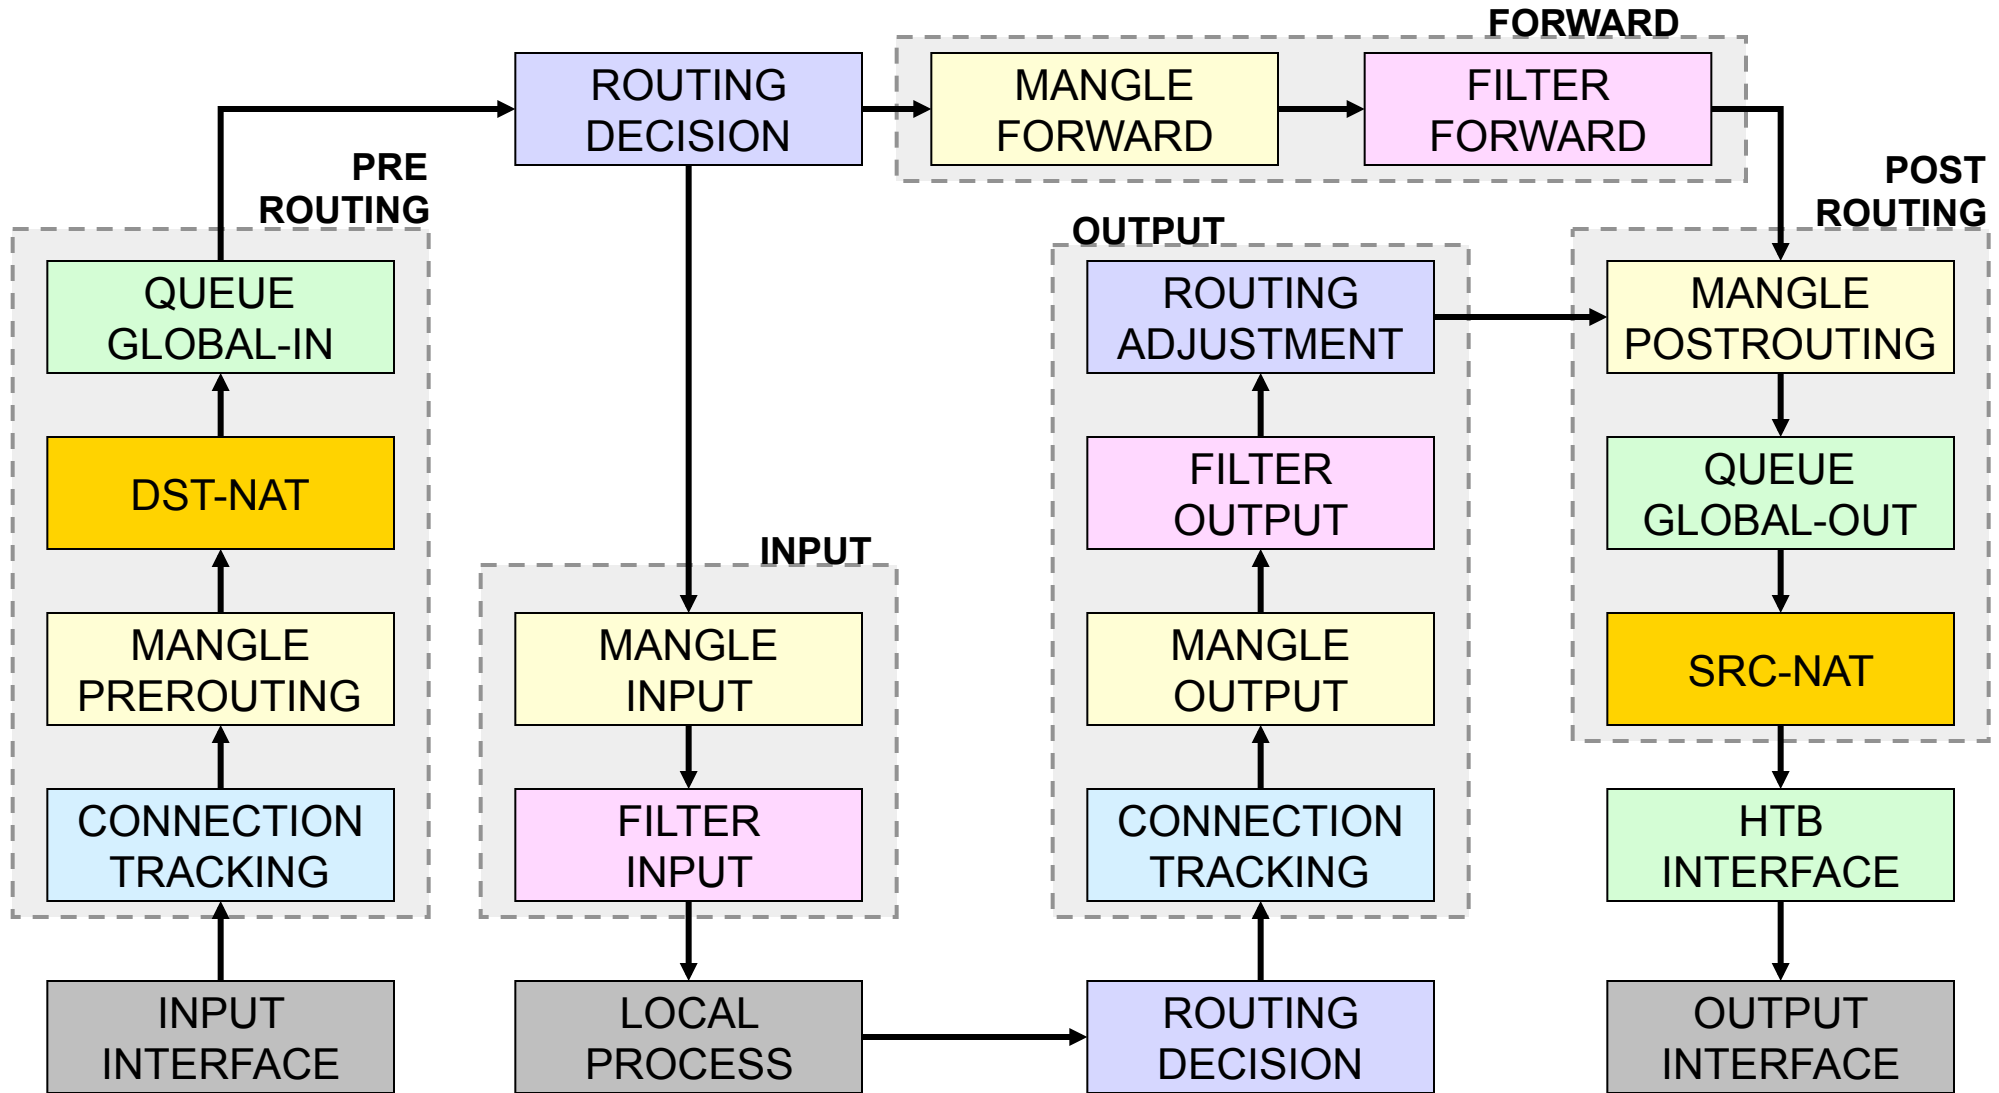 FORWARD
ROUTING
DECISION
MANGLE
FORWARD
FILTER
FORWARD
PRE
ROUTING
POST
ROUTING
OUTPUT
QUEUE
GLOBAL-IN
ROUTING
ADJUSTMENT
MANGLE
POSTROUTING
DST-NAT
FILTER
OUTPUT
QUEUE
GLOBAL-OUT
INPUT
MANGLE
PREROUTING
MANGLE
INPUT
MANGLE
OUTPUT
SRC-NAT
CONNECTION
TRACKING
FILTER
INPUT
CONNECTION
TRACKING
HTB
INTERFACE
INPUT
INTERFACE
LOCAL
PROCESS
ROUTING
DECISION
OUTPUT
INTERFACE